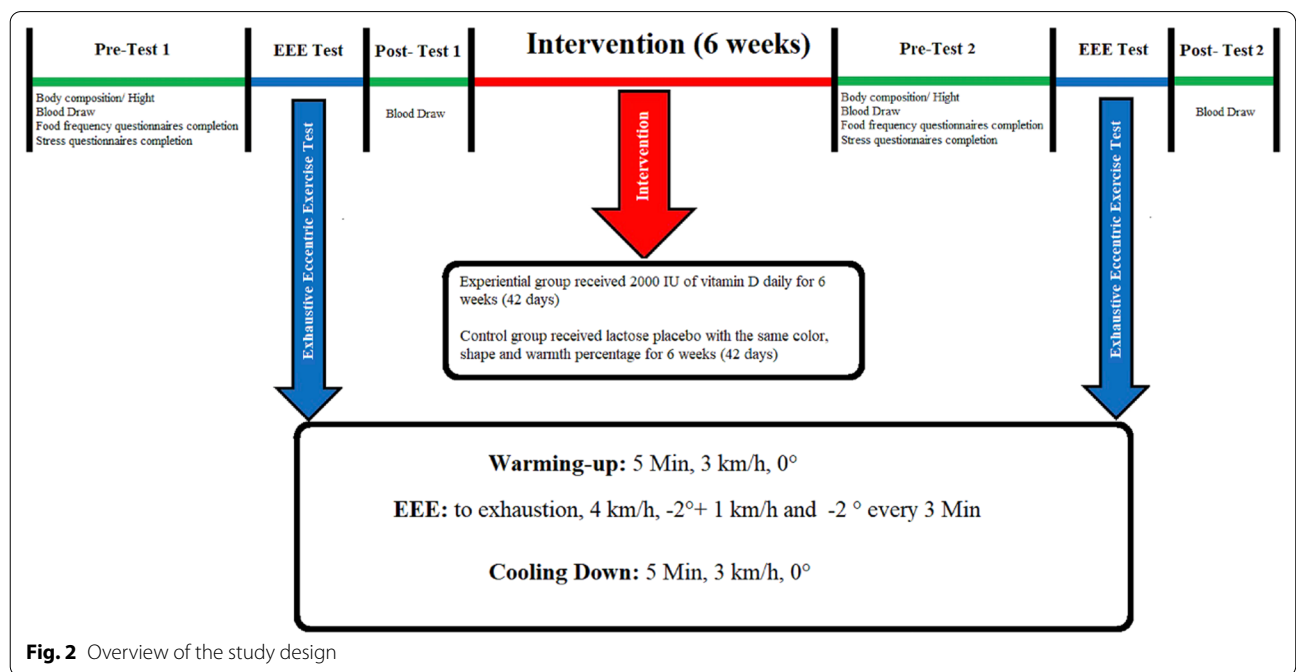 Pre-Test 1
EEE Test
Post- Test 1
Intervention (6 weeks)
Pre-Test 2
EEE Test
Post- Test 2
Body composition/ Hight
Blood Draw
Food frequency questionnaires completion
Stress questionnaires completion
Blood Draw
Body composition/ Hight
Blood Draw
Food frequency questionnaires completion
Stress questionnaires completion
Blood Draw
Exhaustive Eccentric Exercise Test
Intervention
Exhaustive Eccentric Exercise Test
Experiential group received 2000 IU of vitamin D daily for 6
weeks (42 days)
Control group received lactose placebo with the same color,
shape and warmth percentage for 6 weeks (42 days)
Warming-up: 5 Min, 3 km/h, 0°
EEE: to exhaustion, 4 km/h, -2°+ 1 km/h and -2 ° every 3 Min
Cooling Down: 5 Min, 3 km/h, 0°
Fig. 2 Overview of the study design